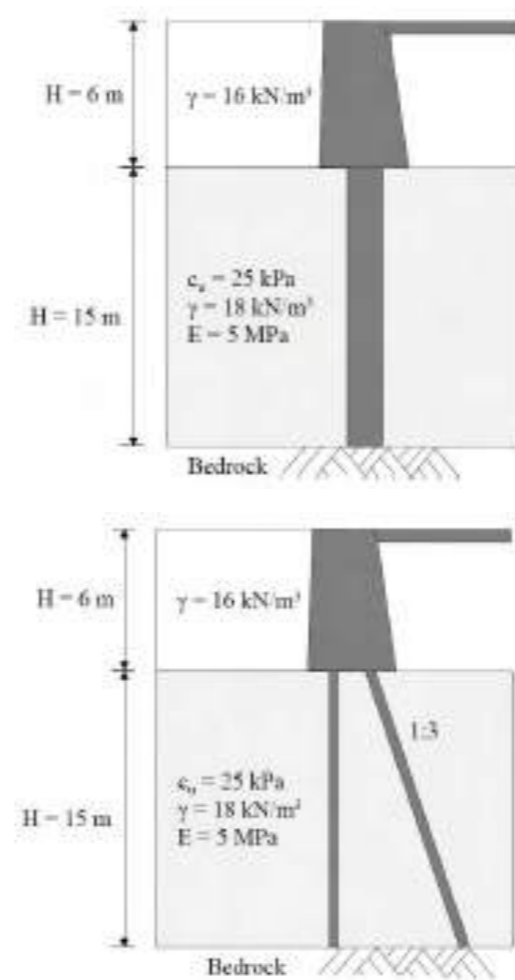 H = 6 m
γ = 16 kN/m³
H = 15 m
cᵤ = 25 kPa
γ = 18 kN/m³
E = 5 MPa
Bedrock
H = 6 m
γ = 16 kN/m³
1:3
H = 15 m
cᵤ = 25 kPa
γ = 18 kN/m³
E = 5 MPa
Bedrock